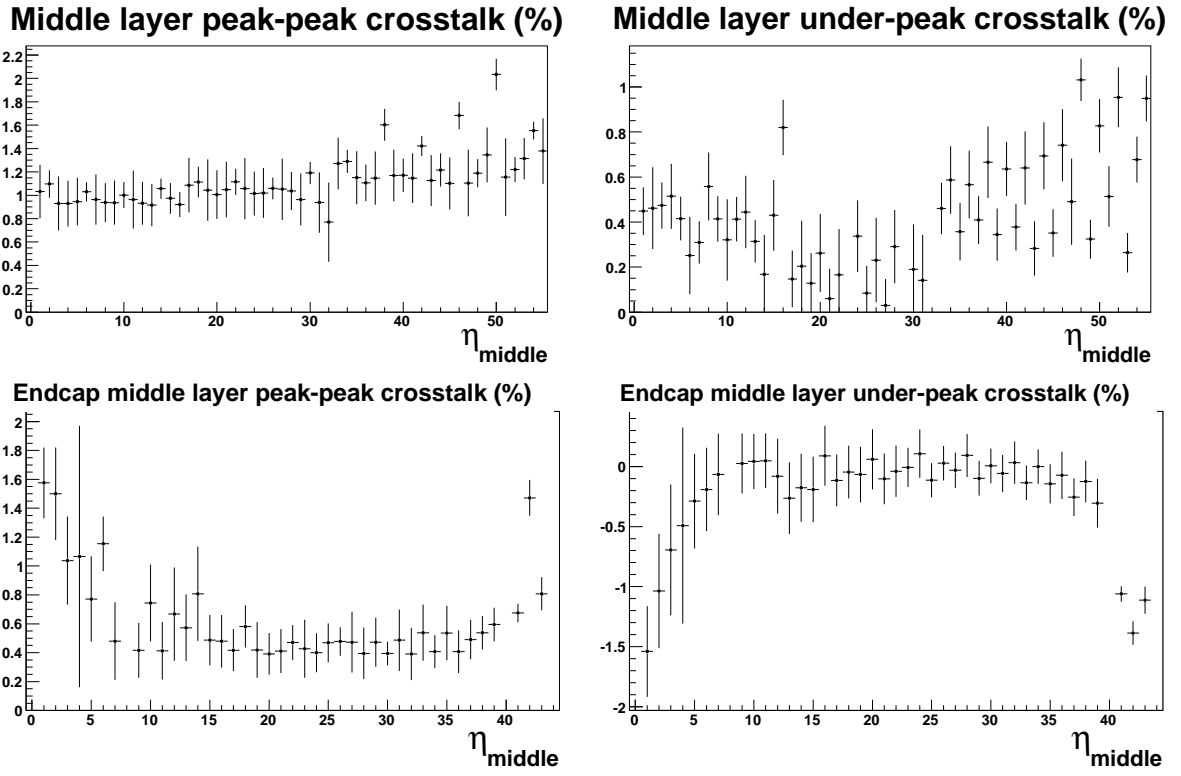 Middle layer peak-peak crosstalk (%)
2.2
2
1.8
1.6
1.4
1.2
1
0.8
0.6
0.4
0.2
0
0 10 20 30 40 50
η middle
Middle layer under-peak crosstalk (%)
1
0.8
0.6
0.4
0.2
0
0 10 20 30 40 50
η middle
Endcap middle layer peak-peak crosstalk (%)
2
1.8
1.6
1.4
1.2
1
0.8
0.6
0.4
0.2
0
0 5 10 15 20 25 30 35 40
η middle
Endcap middle layer under-peak crosstalk (%)
0
-0.5
-1
-1.5
-2
0 5 10 15 20 25 30 35 40
η middle